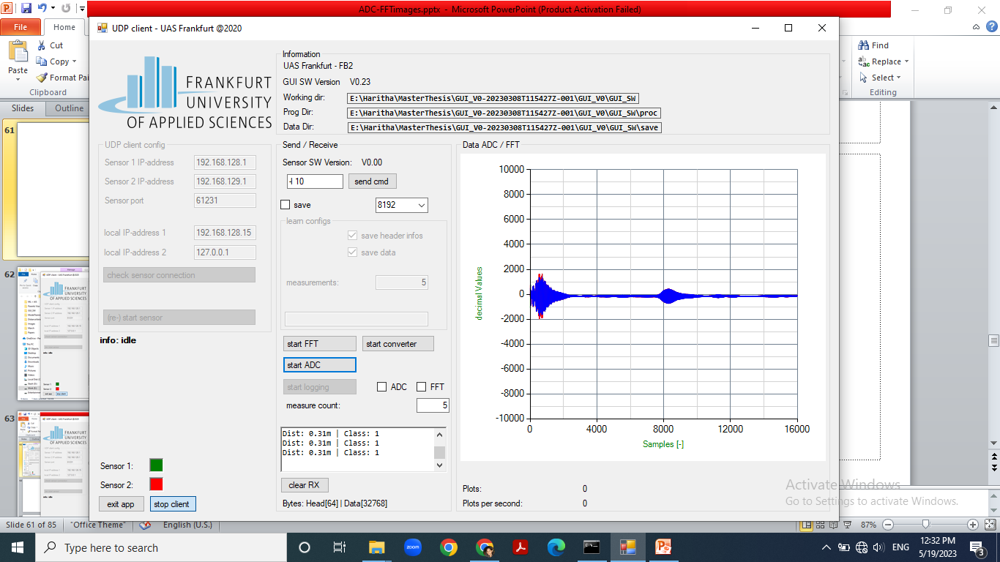 ADC-FFTimages.pptx - Microsoft PowerPoint (Product Activation Failed)
File
Home
Cut
Copy
Format Pai
Paste
Clipboard
Find
Replace
Select
Editing
Slides
Outline
61
62
63
UDP client - UAS Frankfurt @2020
FRANKFURT
UNIVERSITY
OF APPLIED SCIENCES
Information
UAS Frankfurt - FB2
GUI SW Version V0.23
Working dir: E:\Haritha\MasterThesis\GUI_V0-20230308T115427Z-001\GUI_V0\GUI_SW
Prog Dir: E:\Haritha\MasterThesis\GUI_V0-20230308T115427Z-001\GUI_V0\GUI_SW\proc
Data Dir: E:\Haritha\MasterThesis\GUI_V0-20230308T115427Z-001\GUI_V0\GUI_SW\save
UDP client config
Sensor 1 IP-address 192.168.128.1
Sensor 2 IP-address 192.168.129.1
Sensor port 61231
local IP-address 1 192.168.128.15
local IP-address 2 127.0.0.1
check sensor connection
(re-) start sensor
info: idle
Sensor 1:
Sensor 2:
exit app
stop client
Send / Receive
Sensor SW Version: V0.00
-l 10
send cmd
save
8192
learn configs
save header infos
save data
measurements: 5
start FFT
start converter
start ADC
start logging
ADC
FFT
measure count: 5
Dist: 0.31m | Class: 1
Dist: 0.31m | Class: 1
Dist: 0.31m | Class: 1
clear RX
Bytes: Head[64] | Data[32768]
Data ADC / FFT
10000
8000
6000
4000
2000
0
-2000
-4000
-6000
-8000
-10000
decimal Values
0 4000 8000 12000 16000
Samples [-]
Plots: 0
Plots per second: 0
Activate Windows
Go to Settings to activate Windows.
Slide 61 of 85
"Office Theme"
English (U.S.)
87%
Type here to search
zoom
ENG
12:32 PM
5/19/2023
3